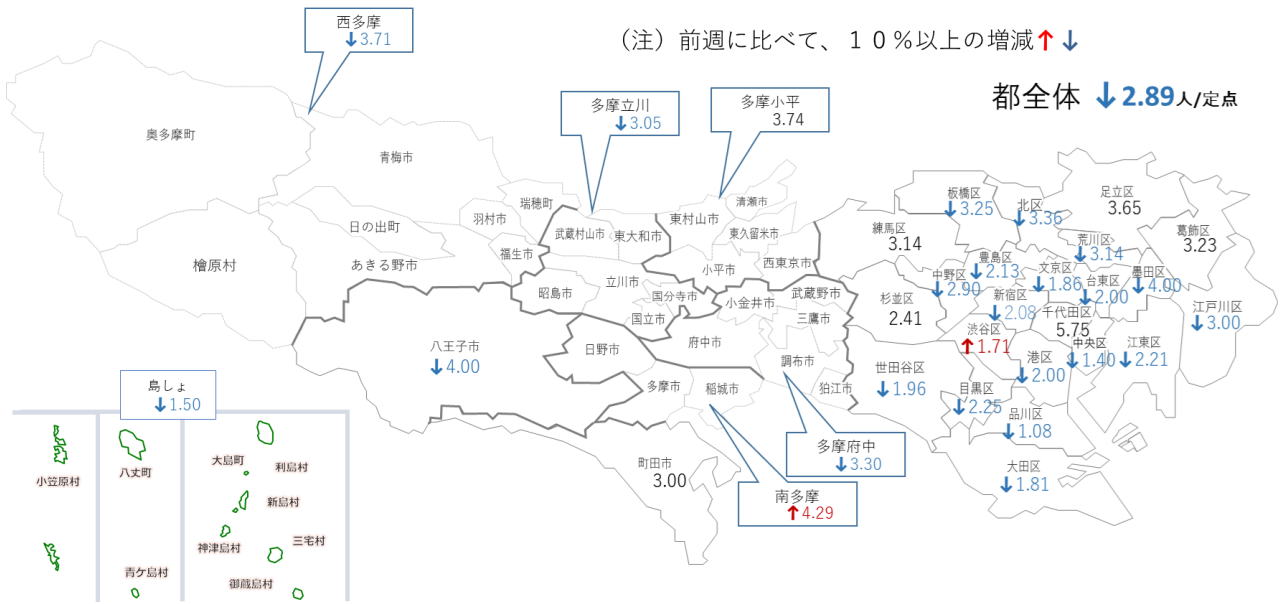 （注）前週に比べて、１０％以上の増減↑↓
都全体 ↓2.89人/定点
西多摩
↓3.71
多摩立川
↓3.05
多摩小平
3.74
奥多摩町
青梅市
瑞穂町
羽村市
日の出町
福生市
あきる野市
檜原村
武蔵村山市
東大和市
東村山市
清瀬市
東久留米市
小平市
西東京市
昭島市
立川市
国分寺市
国立市
小金井市
武蔵野市
三鷹市
府中市
調布市
狛江市
八王子市
↓4.00
日野市
多摩市
稲城市
町田市
3.00
多摩府中
↓3.30
南多摩
↑4.29
板橋区
↓3.25
北区
↓3.36
足立区
3.65
葛飾区
3.23
練馬区
3.14
荒川区
↓3.14
豊島区
↓2.13
文京区
↓1.86
台東区
↓2.00
墨田区
↓4.00
中野区
↓2.90
杉並区
2.41
新宿区
↓2.08
千代田区
5.75
江戸川区
↓3.00
渋谷区
↑1.71
中央区
↓1.40
江東区
↓2.21
港区
↓2.00
世田谷区
↓1.96
目黒区
↓2.25
品川区
↓1.08
大田区
↓1.81
島しょ
↓1.50
小笠原村
八丈町
青ケ島村
大島町
利島村
新島村
神津島村
三宅村
御蔵島村